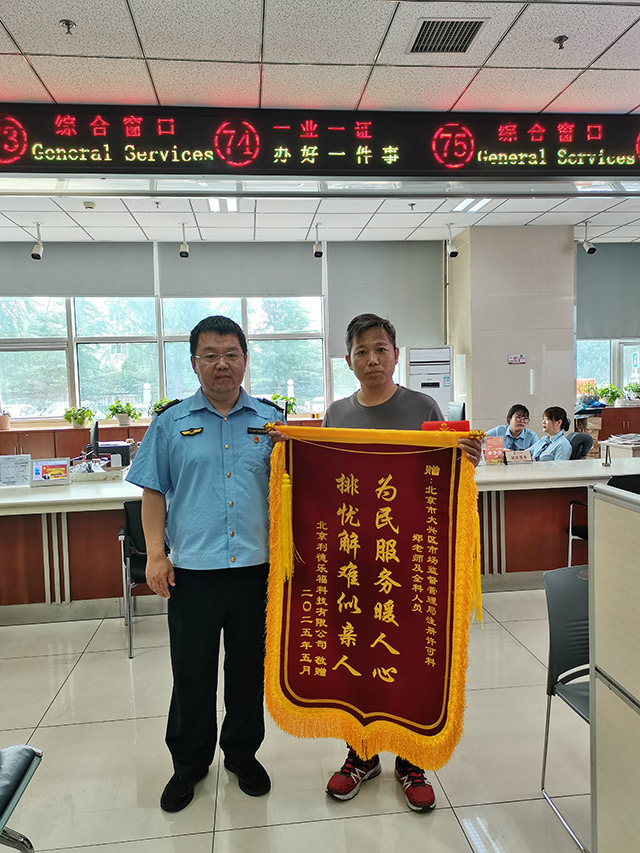 73 综合窗口
General Services
74 一业一证
办好一件事
75 综合窗口
General Services
赠：北京市大兴区市场监督管理局注册许可科
郑老师及全科人员
为民服务暖人心
排忧解难似亲人
北京利德乐福科技有限公司 敬赠
二〇二五年五月